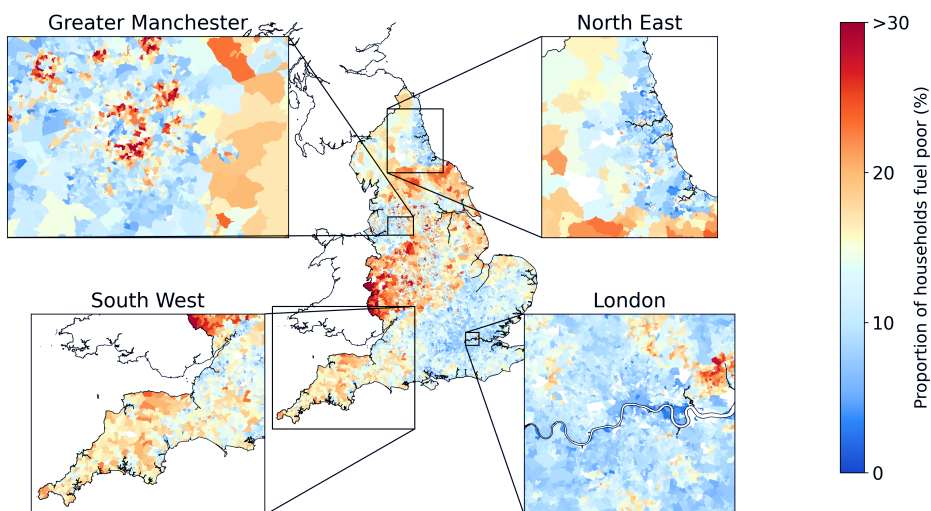 Greater Manchester
North East
South West
London
>30
20
10
0
Proportion of households fuel poor (%)